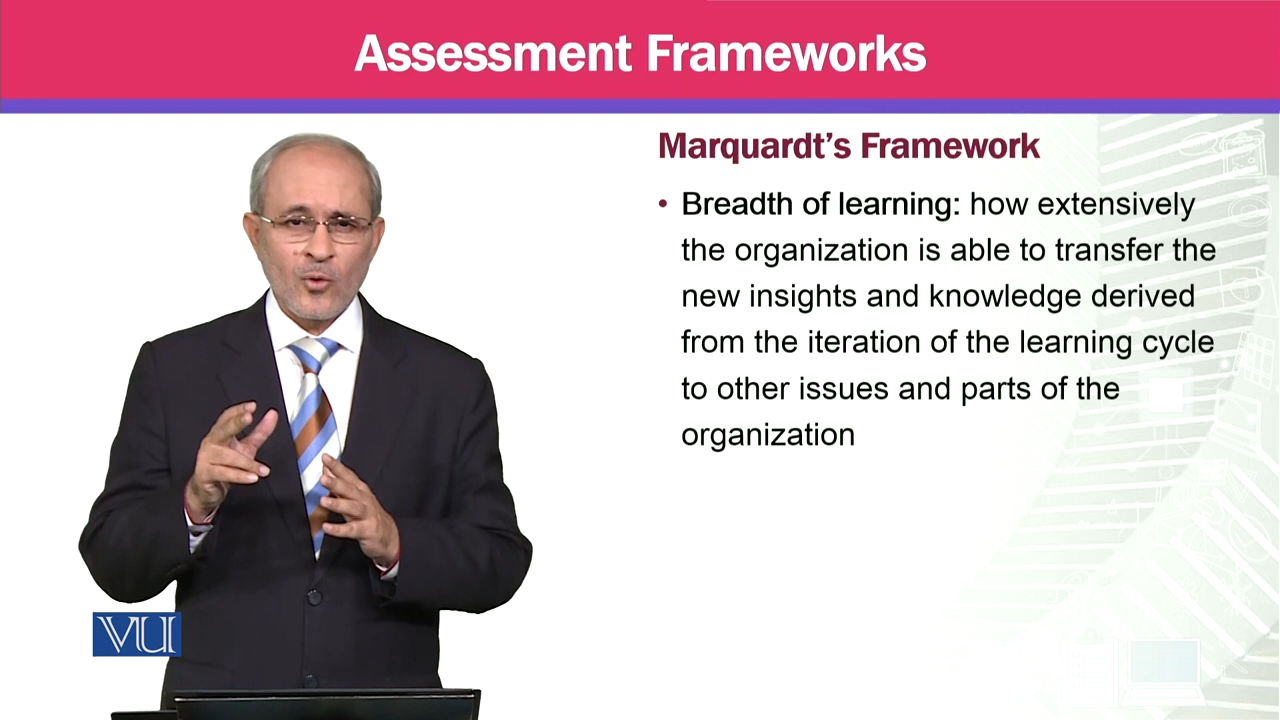 Assessment Frameworks
Marquardt's Framework
• Breadth of learning: how extensively
the organization is able to transfer the
new insights and knowledge derived
from the iteration of the learning cycle
to other issues and parts of the
organization
VU